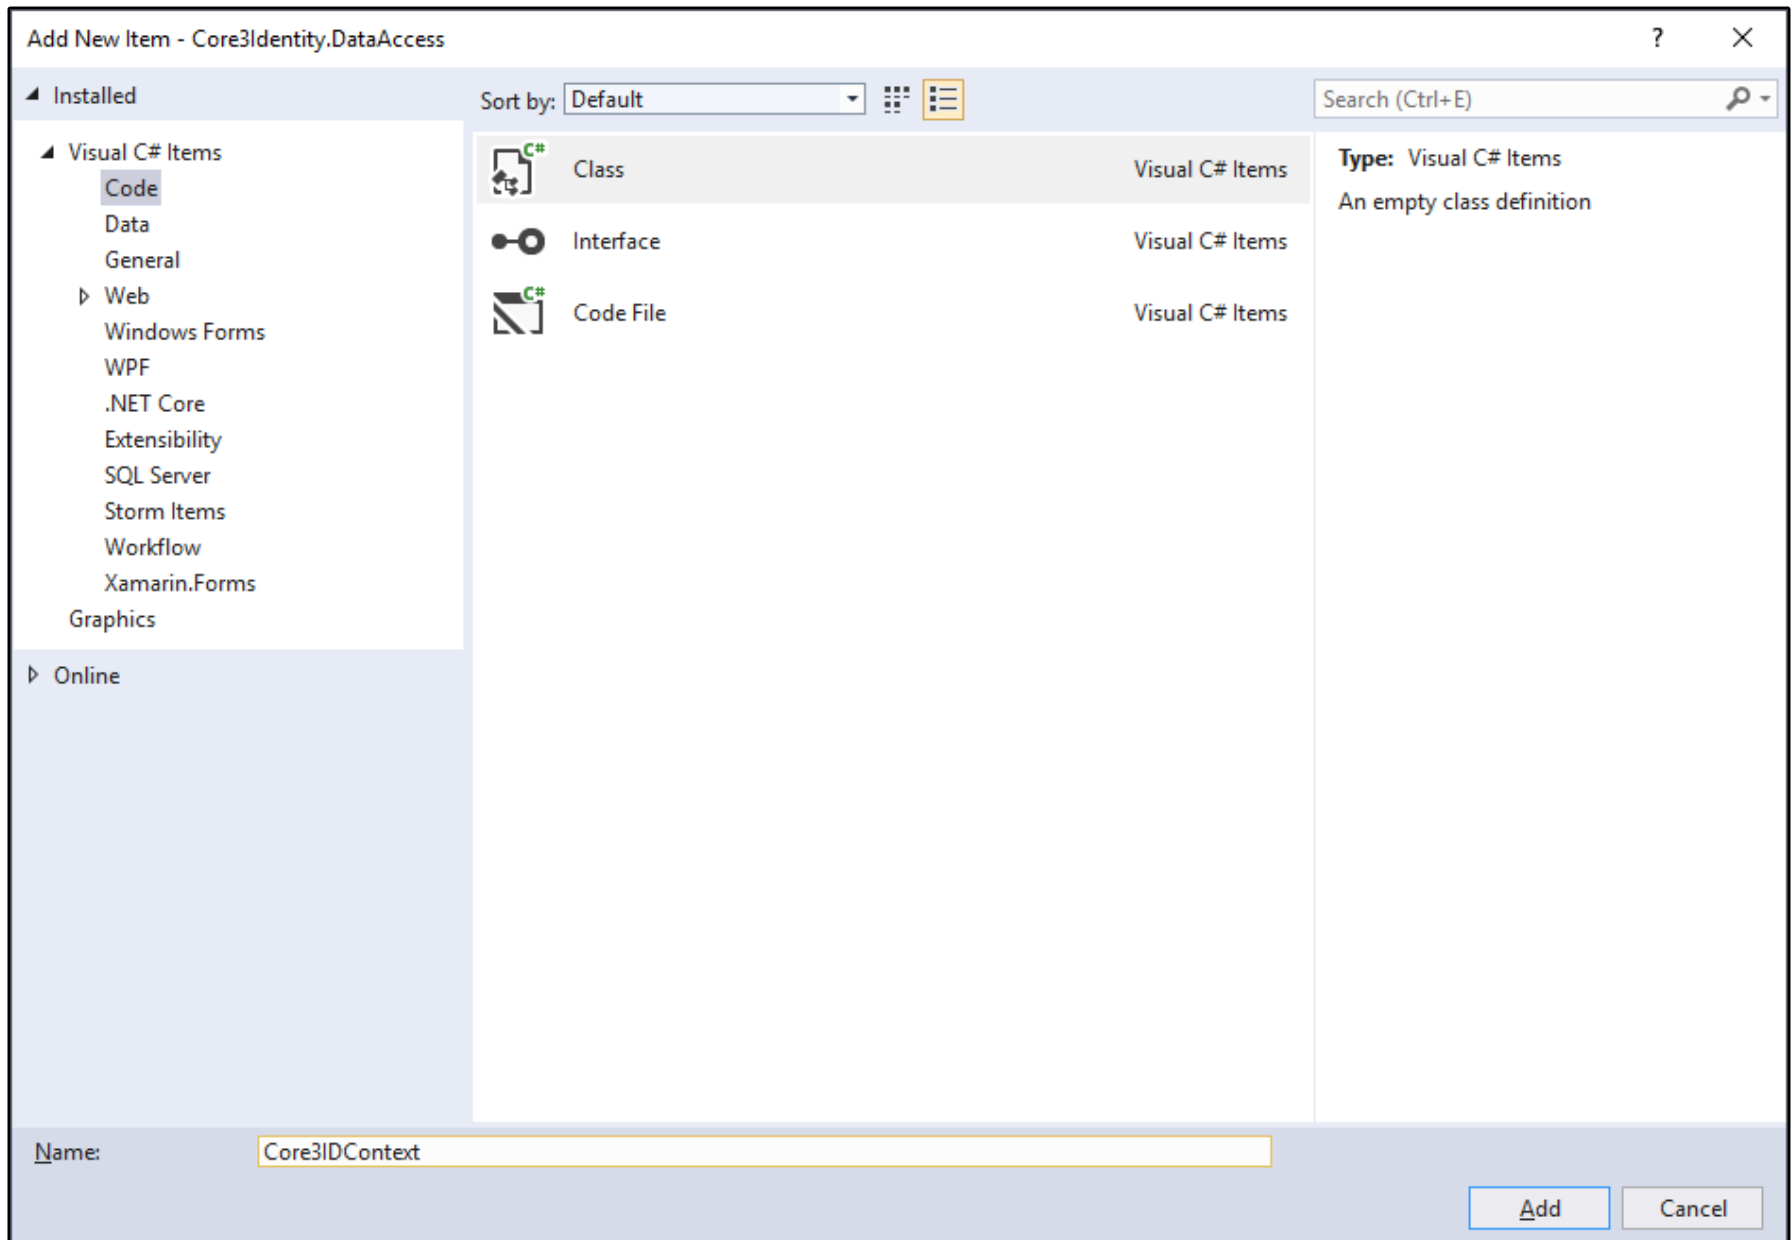 Add New Item - Core3Identity.DataAccess
?
Installed
Sort by: Default
Search (Ctrl+E)
Visual C# Items
Code
Data
General
Web
Windows Forms
WPF
.NET Core
Extensibility
SQL Server
Storm Items
Workflow
Xamarin.Forms
Graphics
Online
C#
Class
Visual C# Items
Interface
Visual C# Items
C#
Code File
Visual C# Items
Type: Visual C# Items
An empty class definition
Name:
Core3IDContext
Add
Cancel